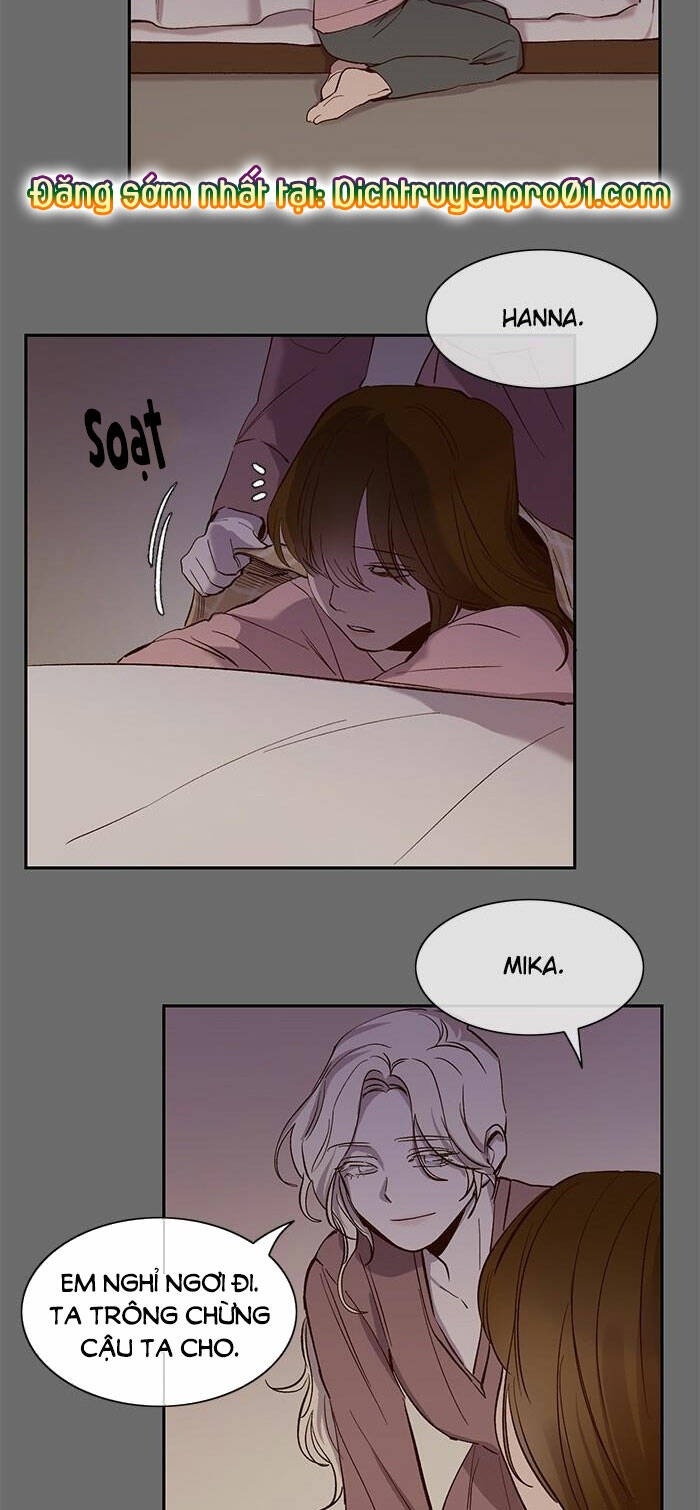 Đăng sớm nhất tại: Dichtruyenpro01.com
HANNA.
Soạt
MIKA.
EM NGHỈ NGƠI ĐI.
TA TRÔNG CHỪNG
CẬU TA CHO.